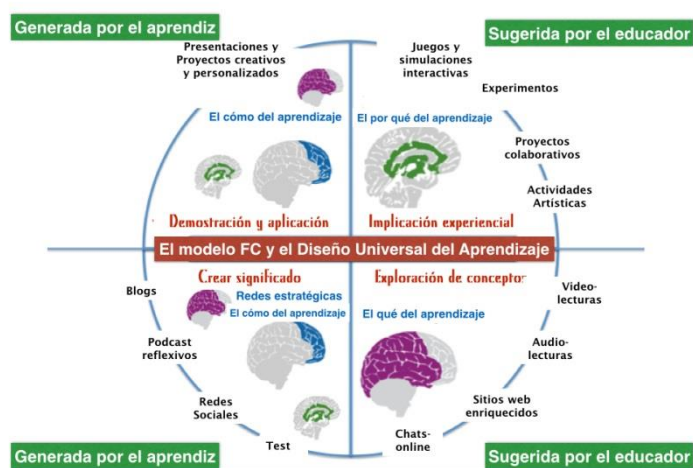 Generada por el aprendiz
Sugerida por el educador
Presentaciones y
Proyectos creativos
y personalizados
Juegos y
simulaciones
interactivas
Experimentos
El cómo del aprendizaje
El por qué del aprendizaje
Proyectos
colaborativos
Actividades
Artísticas
Demostración y aplicación
Implicación experiencial
El modelo FC y el Diseño Universal del Aprendizaje
Crear significado
Exploración de conceptos
Blogs
Redes estratégicas
El cómo del aprendizaje
El qué del aprendizaje
Video-
lecturas
Podcast
reflexivos
Audio-
lecturas
Redes
Sociales
Sitios web
enriquecidos
Test
Chats-
online
Generada por el aprendiz
Sugerida por el educador